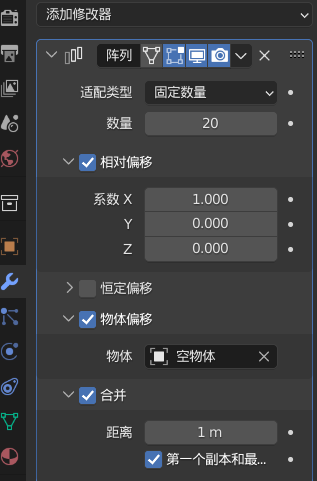 添加修改器
阵列
适配类型 固定数量
数量 20
相对偏移
系数 X 1.000
Y 0.000
Z 0.000
恒定偏移
物体偏移
物体 空物体
合并
距离 1 m
第一个副本和最...